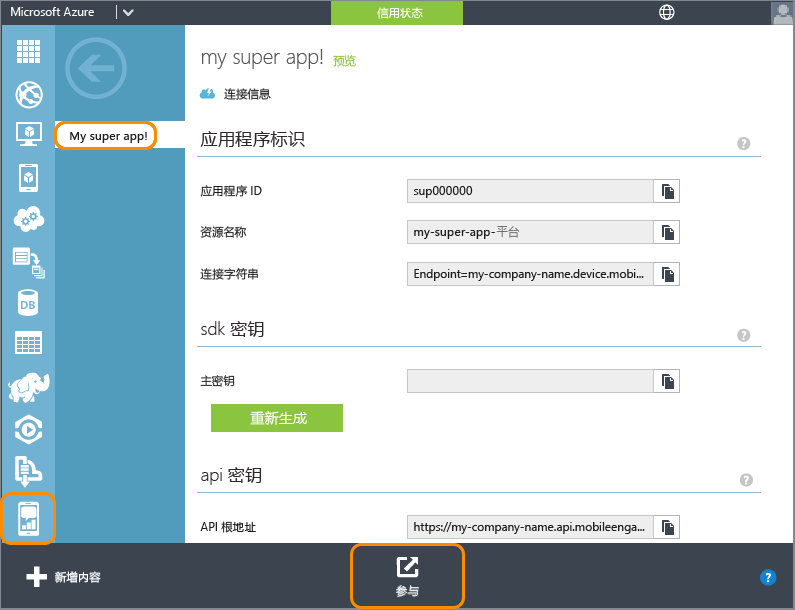 Microsoft Azure
信用状态
my super app! 预览
连接信息
My super app!
应用程序标识
?
应用程序 ID
sup000000
资源名称
my-super-app-平台
连接字符串
Endpoint=my-company-name.device.mobi...
sdk 密钥
?
主密钥
重新生成
DB
api 密钥
?
API 根地址
https://my-company-name.api.mobileenga...
新增内容
参与
?